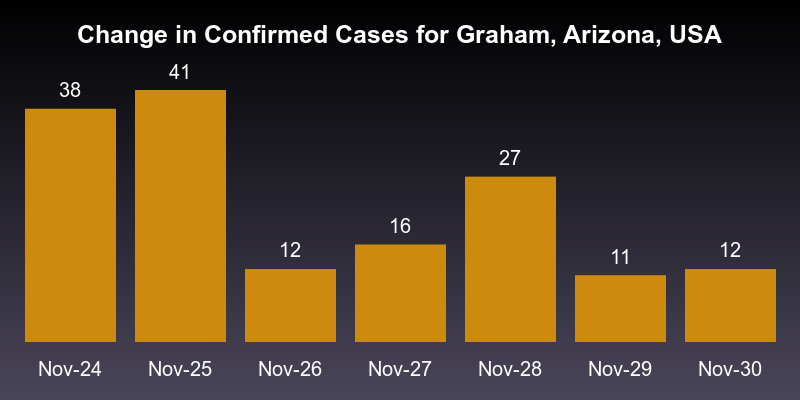 Change in Confirmed Cases for Graham, Arizona, USA
38
41
12
16
27
11
12
Nov-24
Nov-25
Nov-26
Nov-27
Nov-28
Nov-29
Nov-30